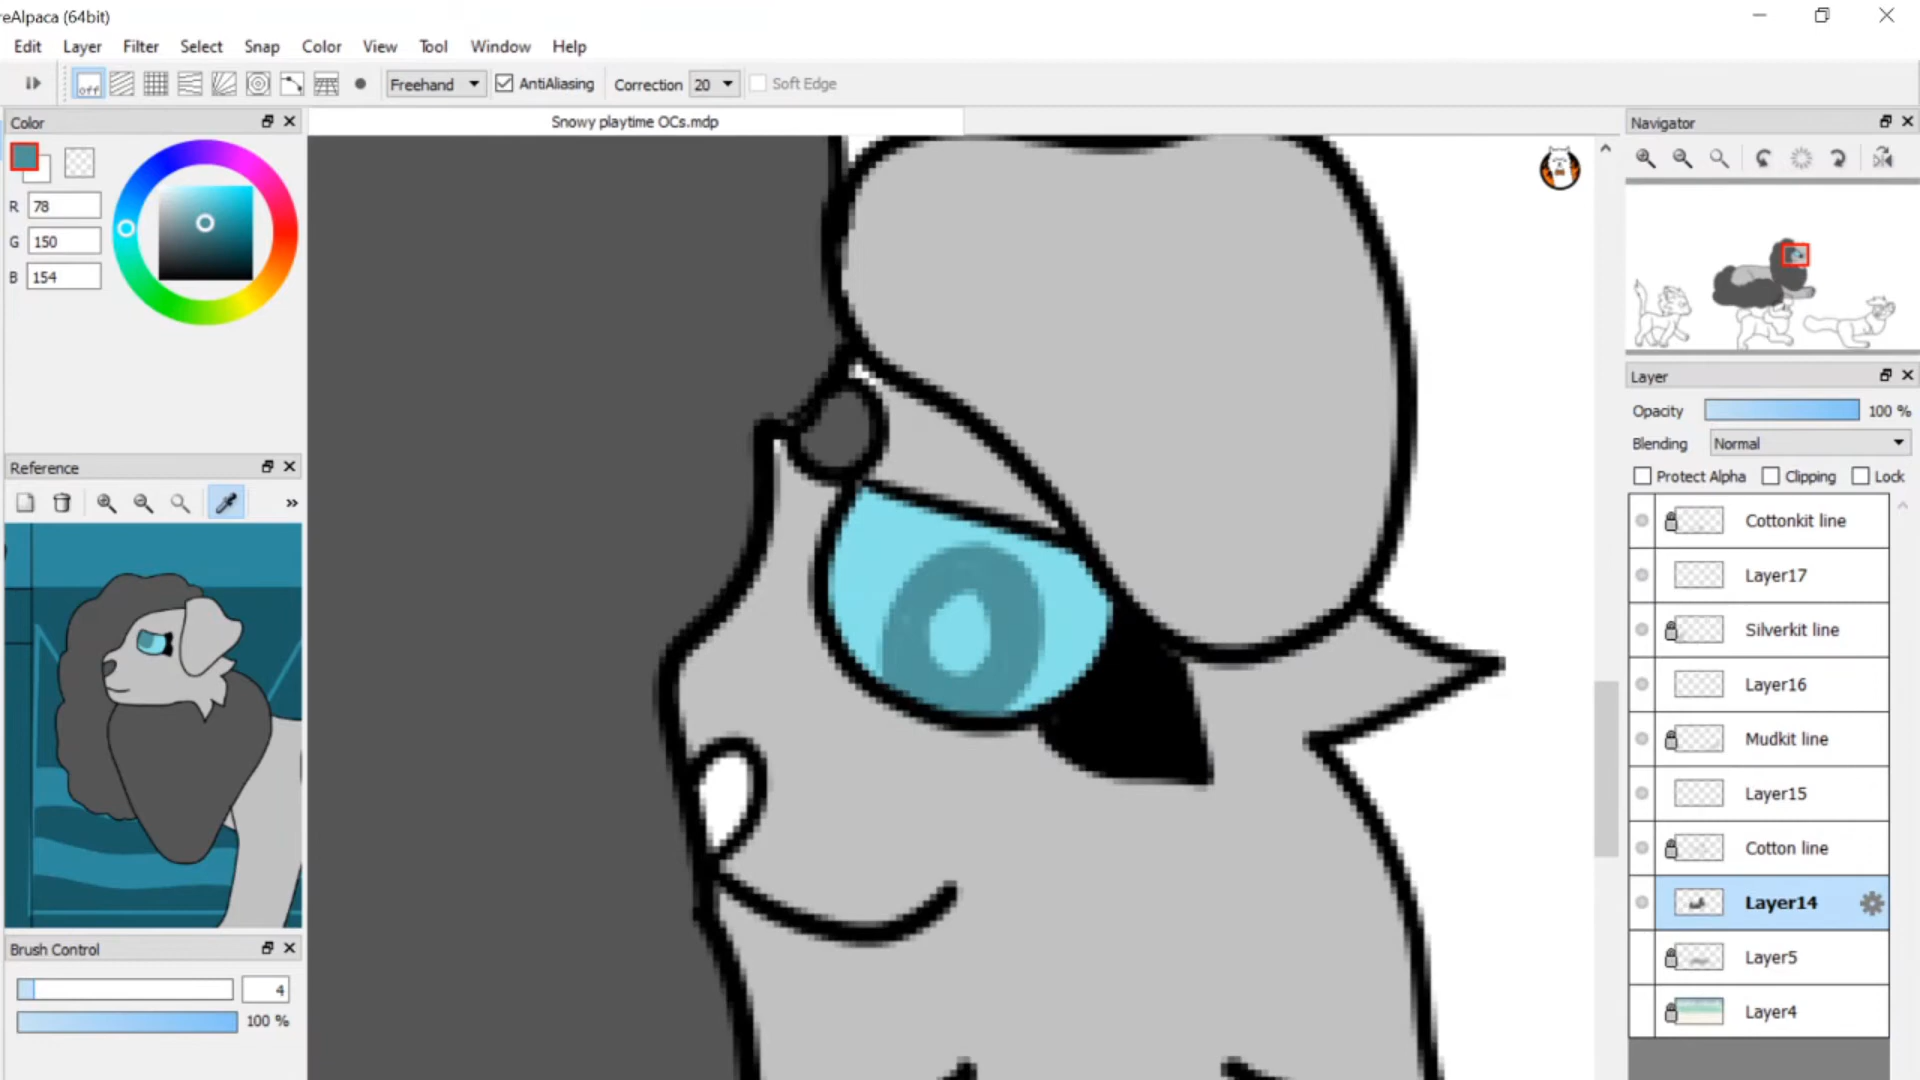 reAlpaca (64bit)
Edit Layer Filter Select Snap Color View Tool Window Help
off Freehand AntiAliasing Correction 20 Soft Edge
Color
Snowy playtime OCs.mdp
Navigator
R 78
G 150
B 154
Layer
Opacity 100 %
Blending Normal
Protect Alpha Clipping Lock
Reference
Cottonkit line
Layer17
Silverkit line
Layer16
Mudkit line
Layer15
Cotton line
Layer14
Layer5
Layer4
Brush Control
4
100 %